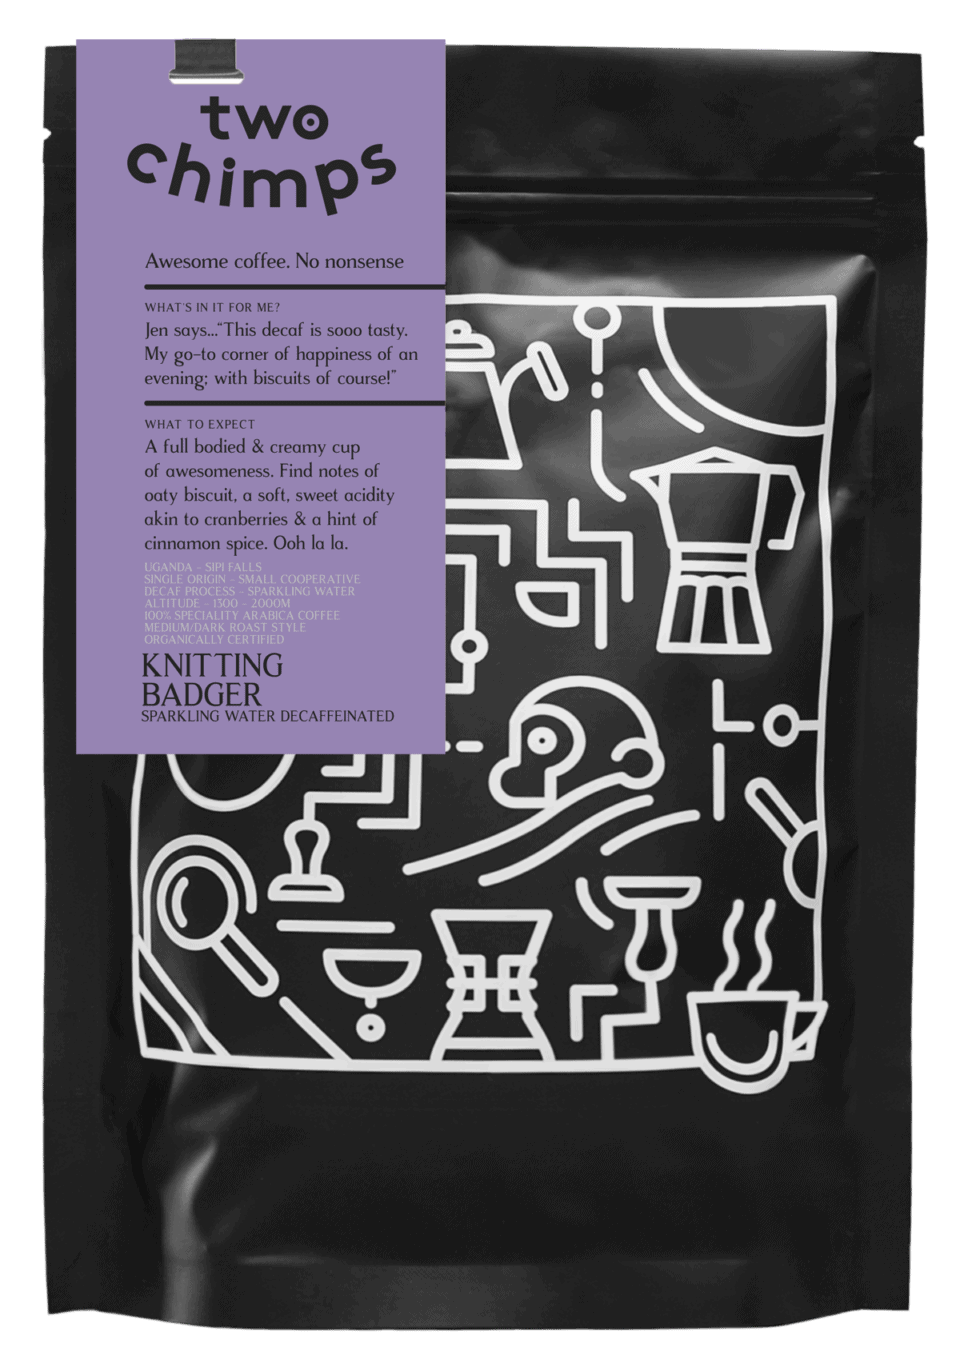 two
chimps
Awesome coffee. No nonsense
WHAT'S IN IT FOR ME?
Jen says...“This decaf is sooo tasty.
My go-to corner of happiness of an
evening; with biscuits of course!”
WHAT TO EXPECT
A full bodied & creamy cup
of awesomeness. Find notes of
oaty biscuit, a soft, sweet acidity
akin to cranberries & a hint of
cinnamon spice. Ooh la la.
UGANDA - SIPI FALLS
SINGLE ORIGIN - SMALL COOPERATIVE
DECAF PROCESS - SPARKLING WATER
ALTITUDE - 1300 - 2000M
100% SPECIALITY ARABICA COFFEE
MEDIUM/DARK ROAST STYLE
ORGANICALLY CERTIFIED
KNITTING
BADGER
SPARKLING WATER DECAFFEINATED